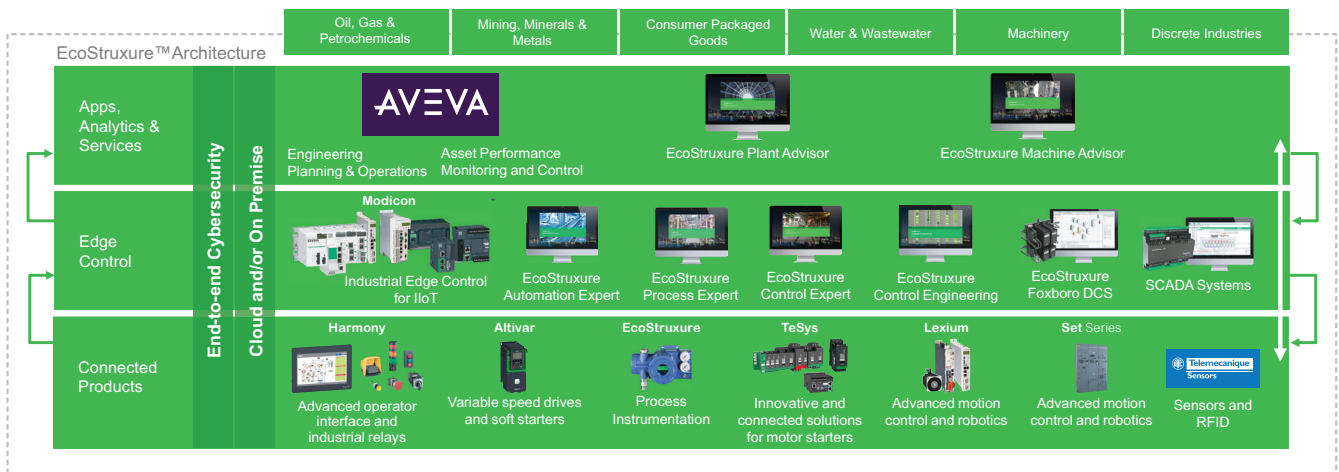 Oil, Gas &
Petrochemicals
Mining, Minerals &
Metals
Consumer Packaged
Goods
Water & Wastewater
Machinery
Discrete Industries
EcoStruxure™Architecture
Apps,
Analytics &
Services
End-to-end Cybersecurity
Cloud and/or On Premise
AVEVA
Engineering
Planning & Operations
Asset Performance
Monitoring and Control
EcoStruxure Plant Advisor
EcoStruxure Machine Advisor
Edge
Control
Modicon
Industrial Edge Control
for IIoT
EcoStruxure
Automation Expert
EcoStruxure
Process Expert
EcoStruxure
Control Expert
EcoStruxure
Control Engineering
EcoStruxure
Foxboro DCS
SCADA Systems
Connected
Products
Harmony
Advanced operator
interface and
industrial relays
Altivar
Variable speed drives
and soft starters
EcoStruxure
Process
Instrumentation
TeSys
Innovative and
connected solutions
for motor starters
Lexium
Advanced motion
control and robotics
Set Series
Advanced motion
control and robotics
Telemecanique
Sensors
Sensors and
RFID